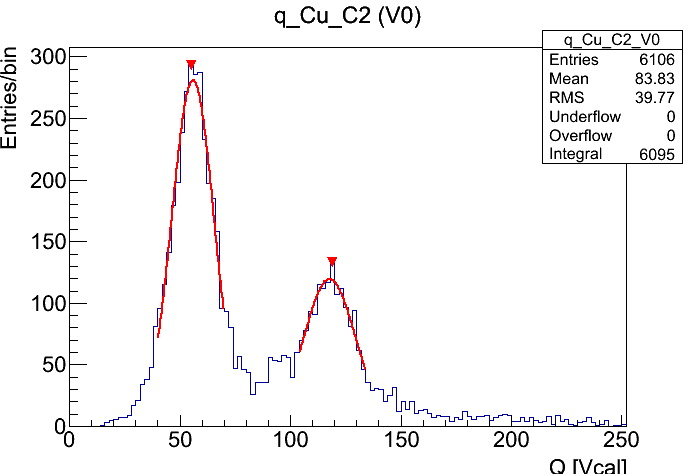 q_Cu_C2 (V0)
q_Cu_C2_V0
Entries 6106
Mean 83.83
RMS 39.77
Underflow 0
Overflow 0
Integral 6095
Entries/bin
300
250
200
150
100
50
0
0 50 100 150 200 250
Q [Vcal]